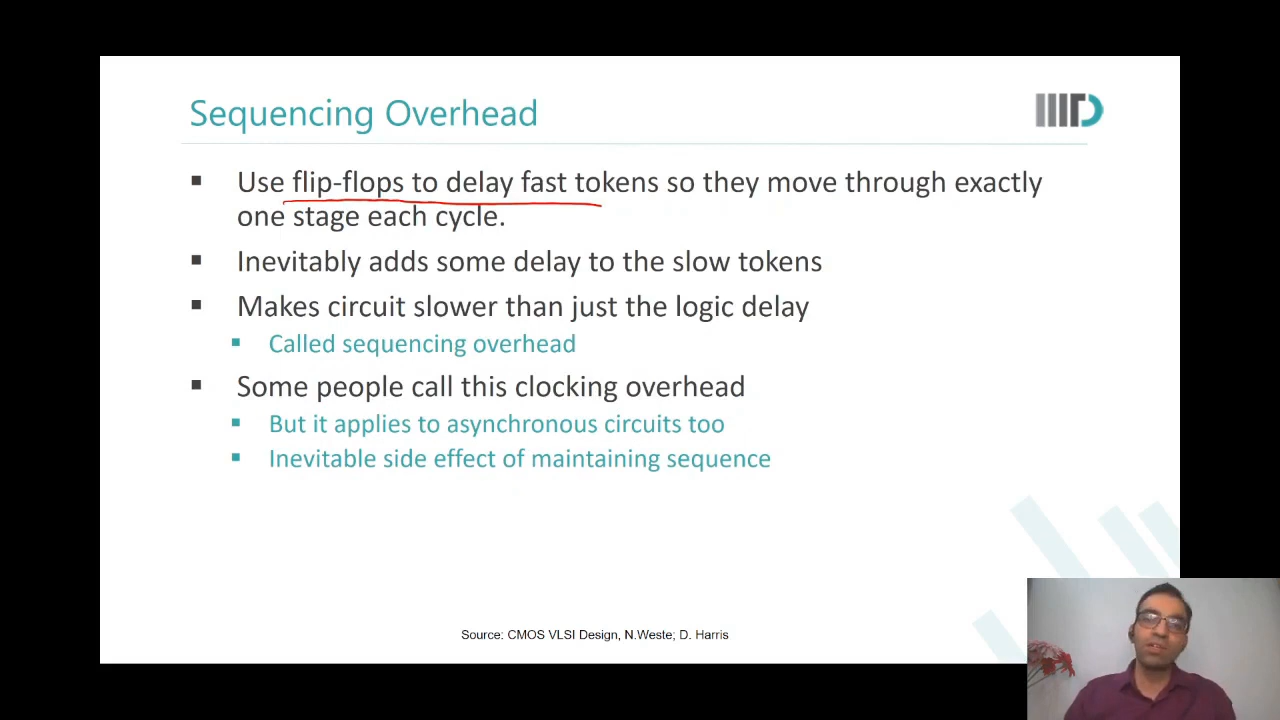 Sequencing Overhead
IIITD
▪ Use flip-flops to delay fast tokens so they move through exactly
one stage each cycle.
▪ Inevitably adds some delay to the slow tokens
▪ Makes circuit slower than just the logic delay
▪ Called sequencing overhead
▪ Some people call this clocking overhead
▪ But it applies to asynchronous circuits too
▪ Inevitable side effect of maintaining sequence
Source: CMOS VLSI Design, N.Weste; D. Harris